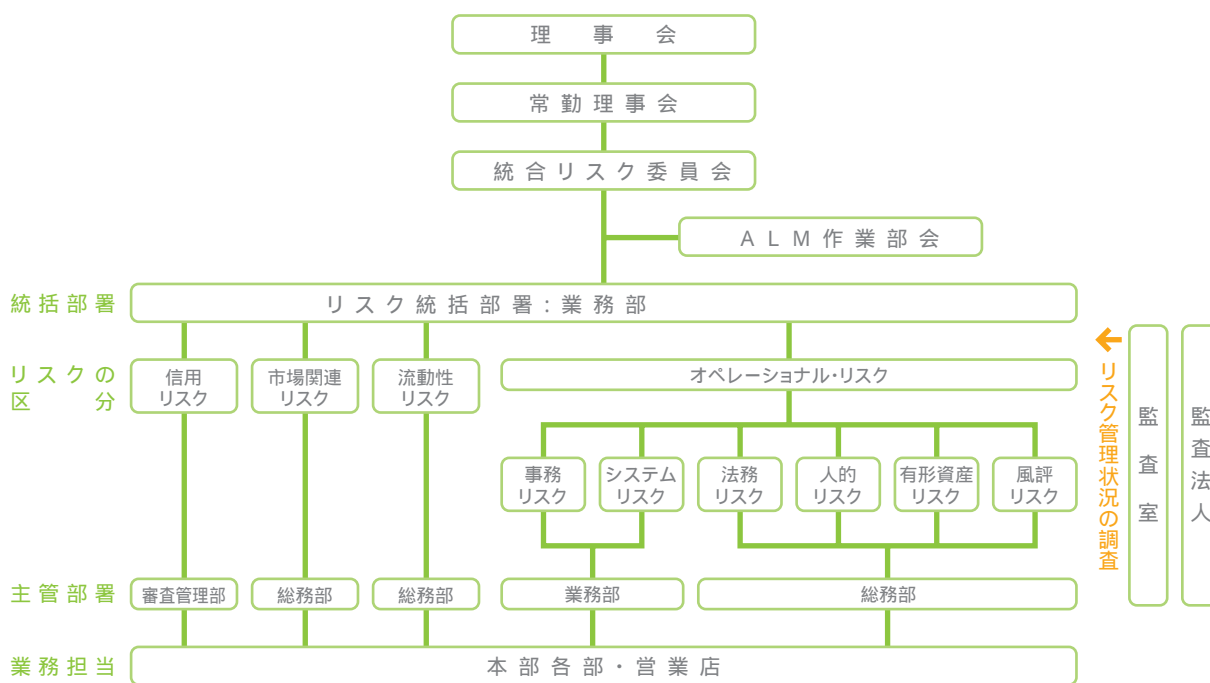 理事会
常勤理事会
統合リスク委員会
ALM作業部会
統括部署
リスク統括部署：業務部
リスクの
区分
信用
リスク
市場関連
リスク
流動性
リスク
オペレーショナル・リスク
事務
リスク
システム
リスク
法務
リスク
人的
リスク
有形資産
リスク
風評
リスク
主管部署
審査管理部
総務部
総務部
業務部
総務部
業務担当
本部各部・営業店
リスク管理状況の調査
監査室
監査法人